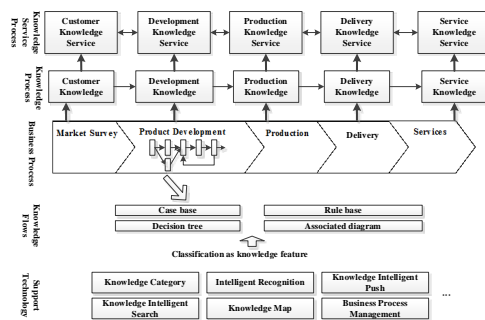 Knowledge
Service
Process
Customer
Knowledge
Service
Development
Knowledge
Service
Production
Knowledge
Service
Delivery
Knowledge
Service
Service
Knowledge
Service
Knowledge
Process
Customer
Knowledge
Development
Knowledge
Production
Knowledge
Delivery
Knowledge
Service
Knowledge
Business Process
Market Survey
Product Development
Production
Delivery
Services
Knowledge
Flows
Case base
Rule base
Decision tree
Associated diagram
Classification as knowledge feature
Support
Technology
Knowledge Category
Intelligent Recognition
Knowledge Intelligent
Push
Knowledge Intelligent
Search
Knowledge Map
Business Process
Management
...